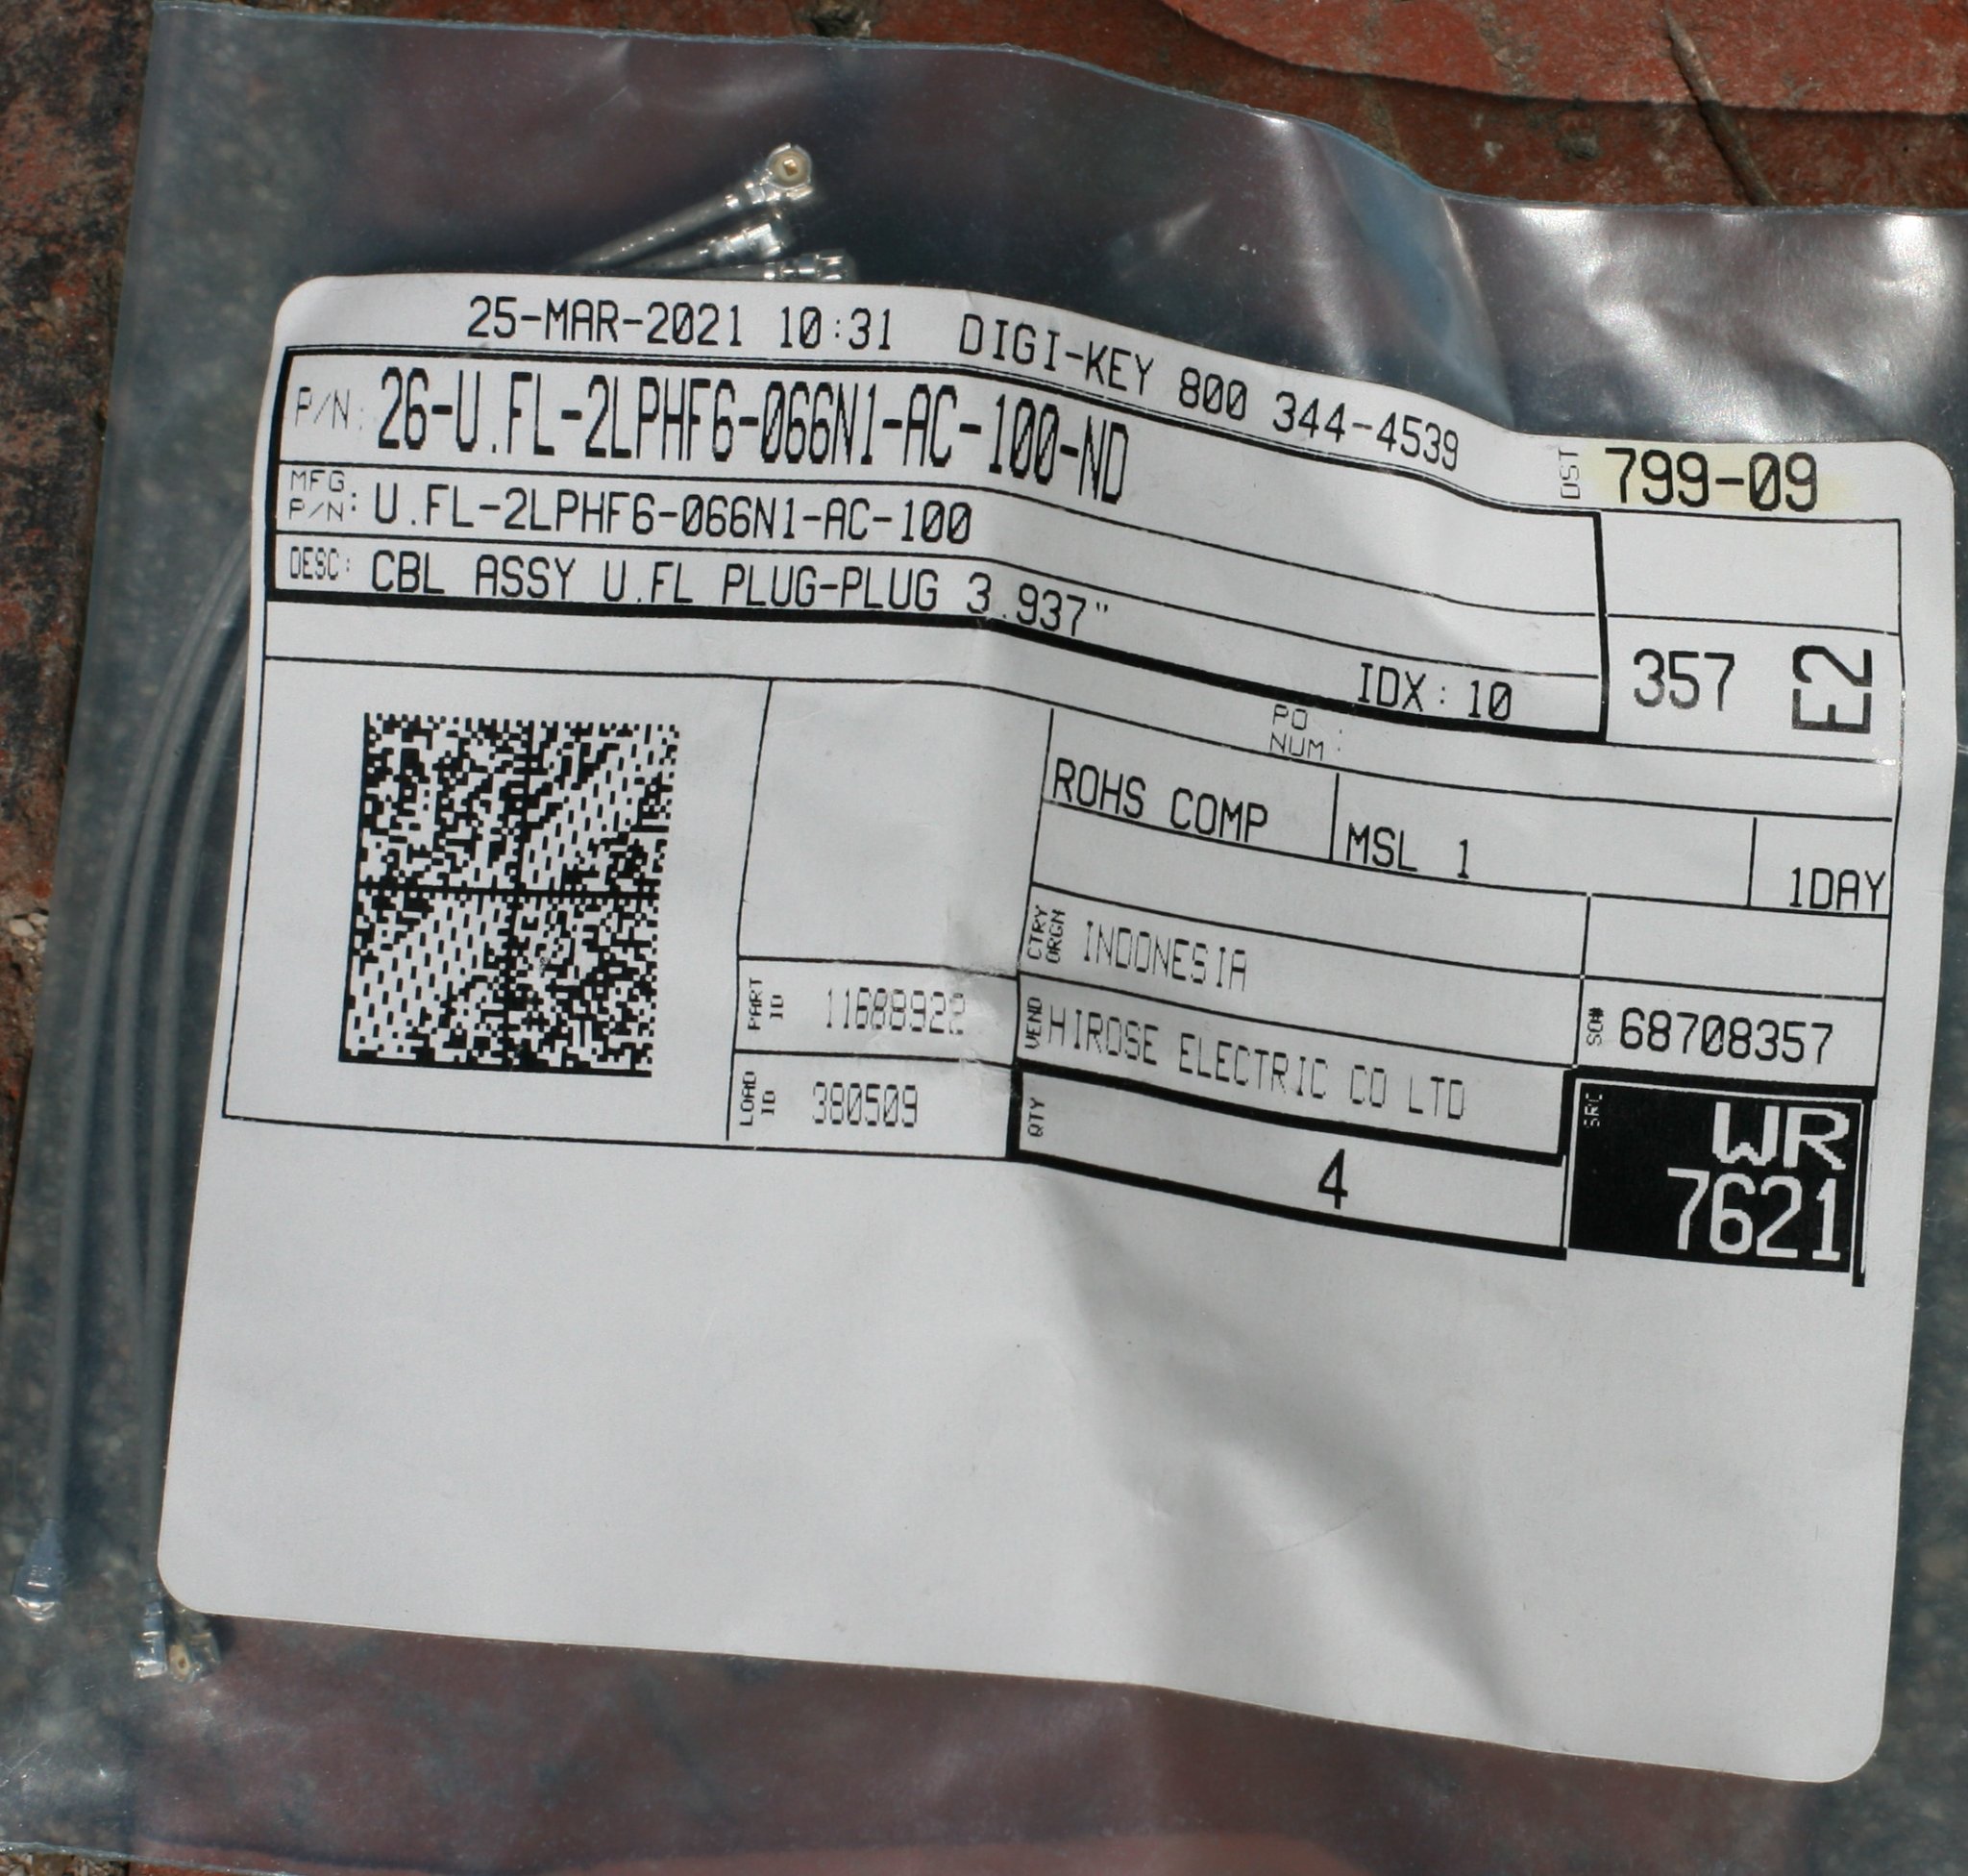 25-MAR-2021 10:31 DIGI-KEY 800 344-4539
P/N: 26-U.FL-2LPHF6-066N1-AC-100-ND
DST 799-09
MFG P/N: U.FL-2LPHF6-066N1-AC-100
DESC: CBL ASSY U.FL PLUG-PLUG 3.937"
IDX: 10
357 E2
PO NUM:
ROHS COMP MSL 1 1DAY
CTRY ORGN INDONESIA
PART ID 11688922
VEND HIROSE ELECTRIC CO LTD
SO# 68708357
LOAD ID 380509
QTY 4
SRC WR
7621